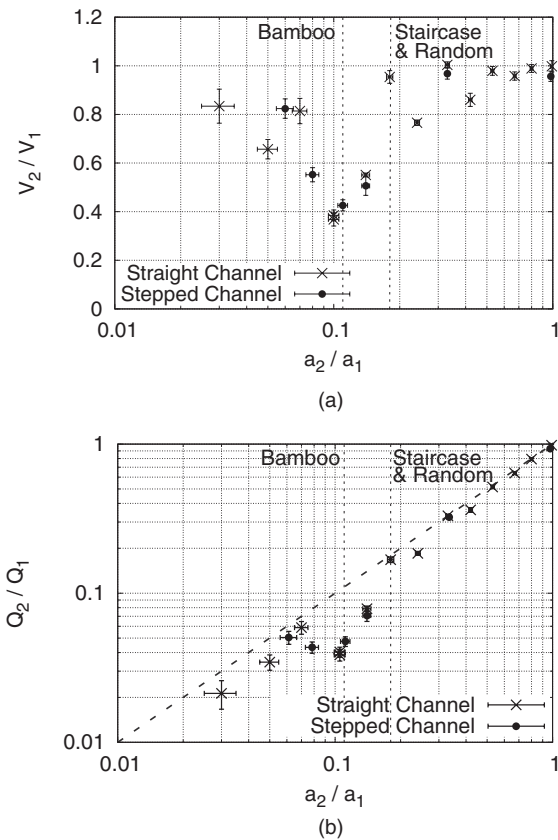 1.2
1
0.8
0.6
0.4
0.2
0
V2 / V1
Bamboo
Staircase
& Random
Straight Channel
Stepped Channel
0.01
0.1
1
a2 / a1
(a)
1
0.1
0.01
Q2 / Q1
Bamboo
Staircase
& Random
Straight Channel
Stepped Channel
0.01
0.1
1
a2 / a1
(b)